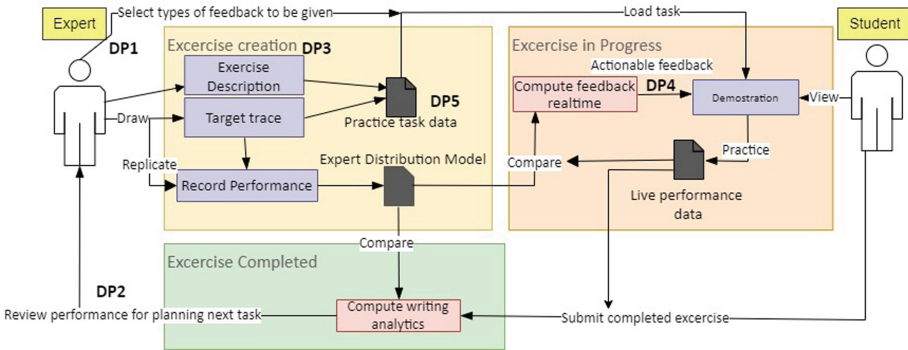 Expert
Select types of feedback to be given
Load task
Student
DP1
Excercise creation
DP3
Exercise
Description
Target trace
Draw
Replicate
Record Performance
DP5
Practice task data
Expert Distribution Model
Excercise in Progress
Actionable feedback
Compute feedback
realtime
DP4
Demostration
View
Practice
Compare
Live performance
data
Compare
Excercise Completed
DP2
Review performance for planning next task
Compute writing
analytics
Submit completed excercise